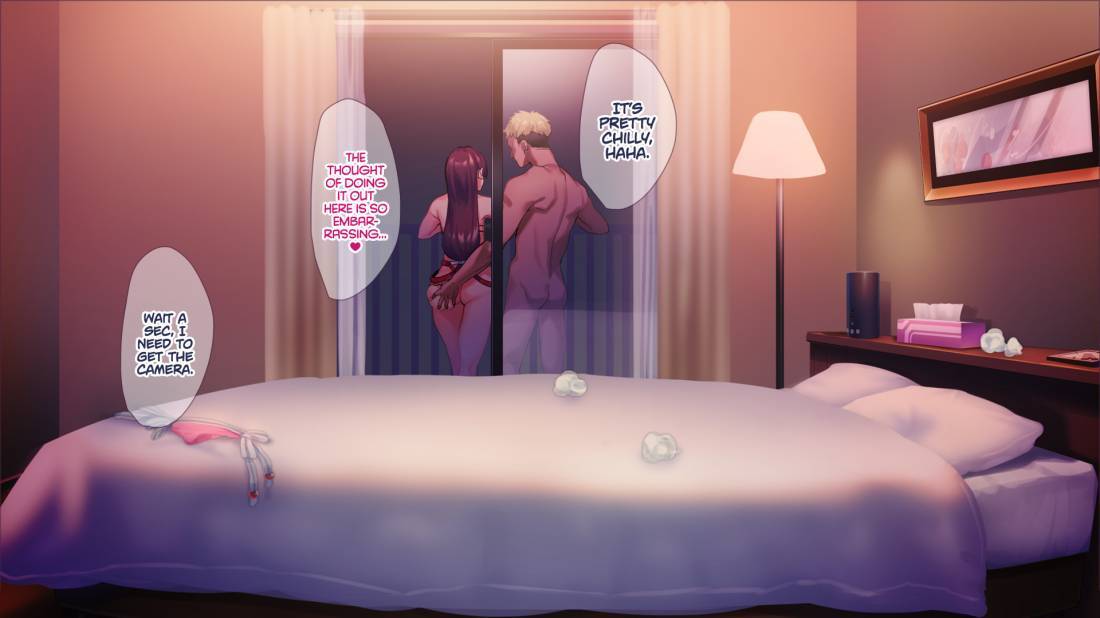 IT'S
PRETTY
CHILLY,
HAHA.
THE
THOUGHT
OF DOING
IT OUT
HERE IS SO
EMBAR-
RASSING...
♥
WAIT A
SEC, I
NEED TO
GET THE
CAMERA.